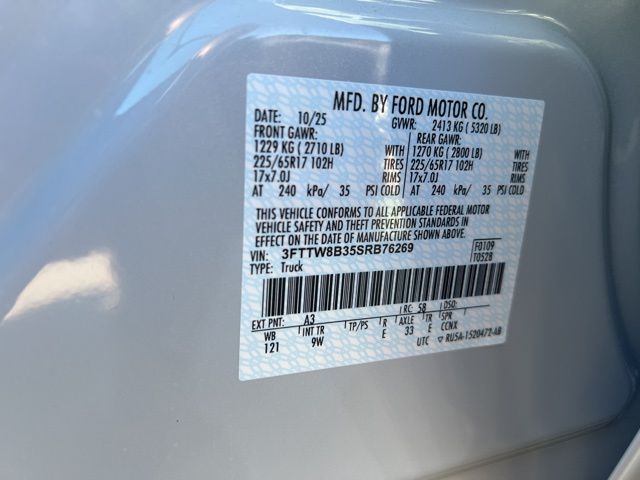 MFD. BY FORD MOTOR CO.
DATE: 10/25 GVWR: 2413 KG ( 5320 LB)
FRONT GAWR: REAR GAWR:
1229 KG ( 2710 LB) WITH 1270 KG ( 2800 LB) WITH
225/65R17 102H TIRES 225/65R17 102H TIRES
17x7.0J RIMS 17x7.0J RIMS
AT 240 kPa/ 35 PSI COLD AT 240 kPa/ 35 PSI COLD
THIS VEHICLE CONFORMS TO ALL APPLICABLE FEDERAL MOTOR
VEHICLE SAFETY AND THEFT PREVENTION STANDARDS IN
EFFECT ON THE DATE OF MANUFACTURE SHOWN ABOVE.
VIN: 3FTTW8B35SRB76269 F0109
TYPE: Truck T0528
EXT PNT: A3 RC: 58 DSO:
WB INT TR TP/PS R AXLE TR SPR
121 9W E 33 E CCNX
UTC ▽ RU5A-1520472-AB